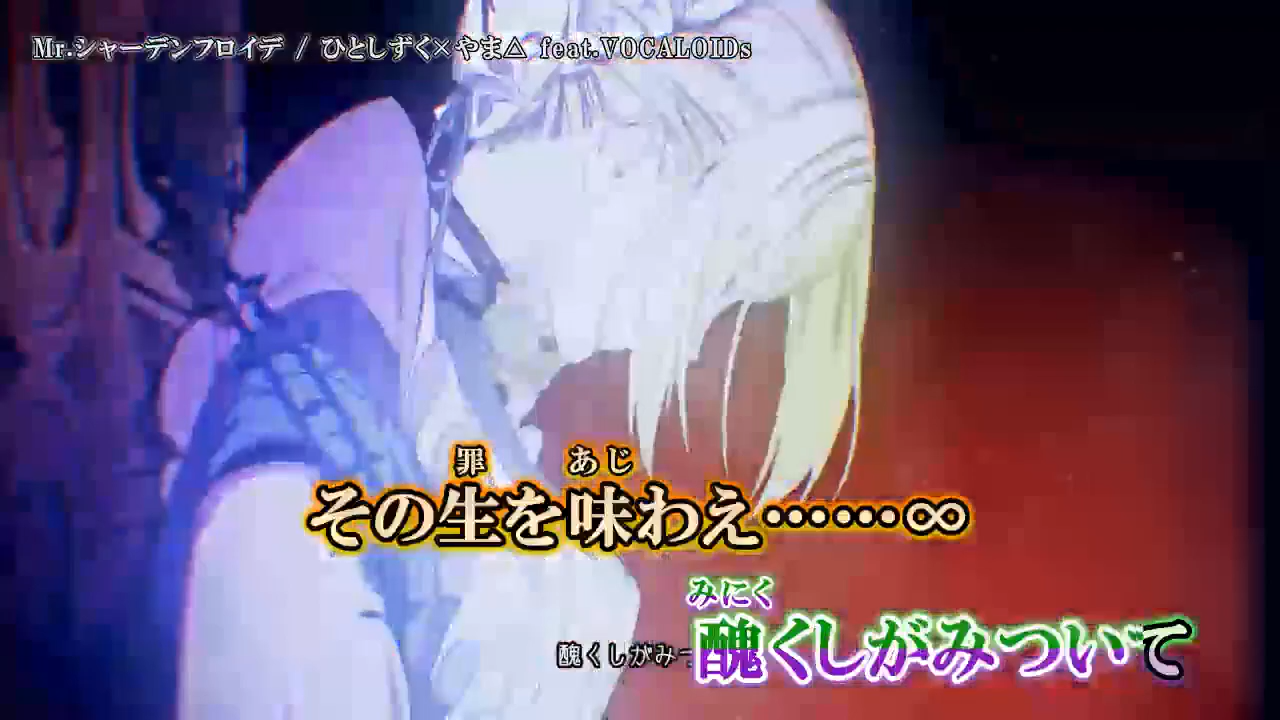 Mr.シャーデンフロイデ / ひとしずく×やま△ feat.VOCALOIDs
罪 あじ
その生を味わえ……∞
みにく
醜くしがみついて
醜くしがみつ